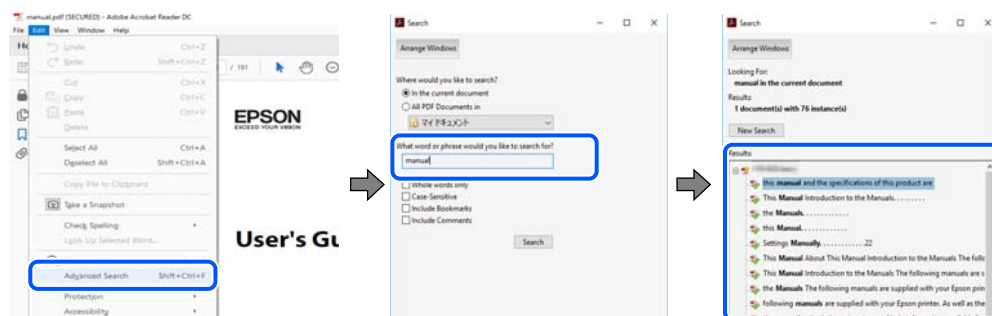 manual.pdf (SECURED) - Adobe Acrobat Reader DC
File Edit View Window Help
Undo Ctrl+Z
Redo Shift+Ctrl+Z
Cut Ctrl+X
Copy Ctrl+C
Paste Ctrl+V
Delete
Select All Ctrl+A
Deselect All Shift+Ctrl+A
Copy File to Clipboard
Take a Snapshot
Check Spelling
Look Up Selected Word...
Advanced Search Shift+Ctrl+F
Protection
Accessibility
/ 181
EPSON
EXCEED YOUR VISION
User's Gu
Search
Arrange Windows
Where would you like to search?
In the current document
All PDF Documents in
マイ ドキュメント
What word or phrase would you like to search for?
manual
Whole words only
Case-Sensitive
Include Bookmarks
Include Comments
Search
Search
Arrange Windows
Looking For:
manual in the current document
Results:
1 document(s) with 76 instance(s)
New Search
Results:
this manual and the specifications of this product are
This Manual Introduction to the Manuals. . . . . . . . .
the Manuals. . . . . . . . . . . .
this Manual. . . . . . . . . . . .
Settings Manually. . . . . . . . . . . .22
This Manual About This Manual Introduction to the Manuals The follo
This Manual Introduction to the Manuals The following manuals are s
the Manuals The following manuals are supplied with your Epson prin
following manuals are supplied with your Epson printer. As well as the